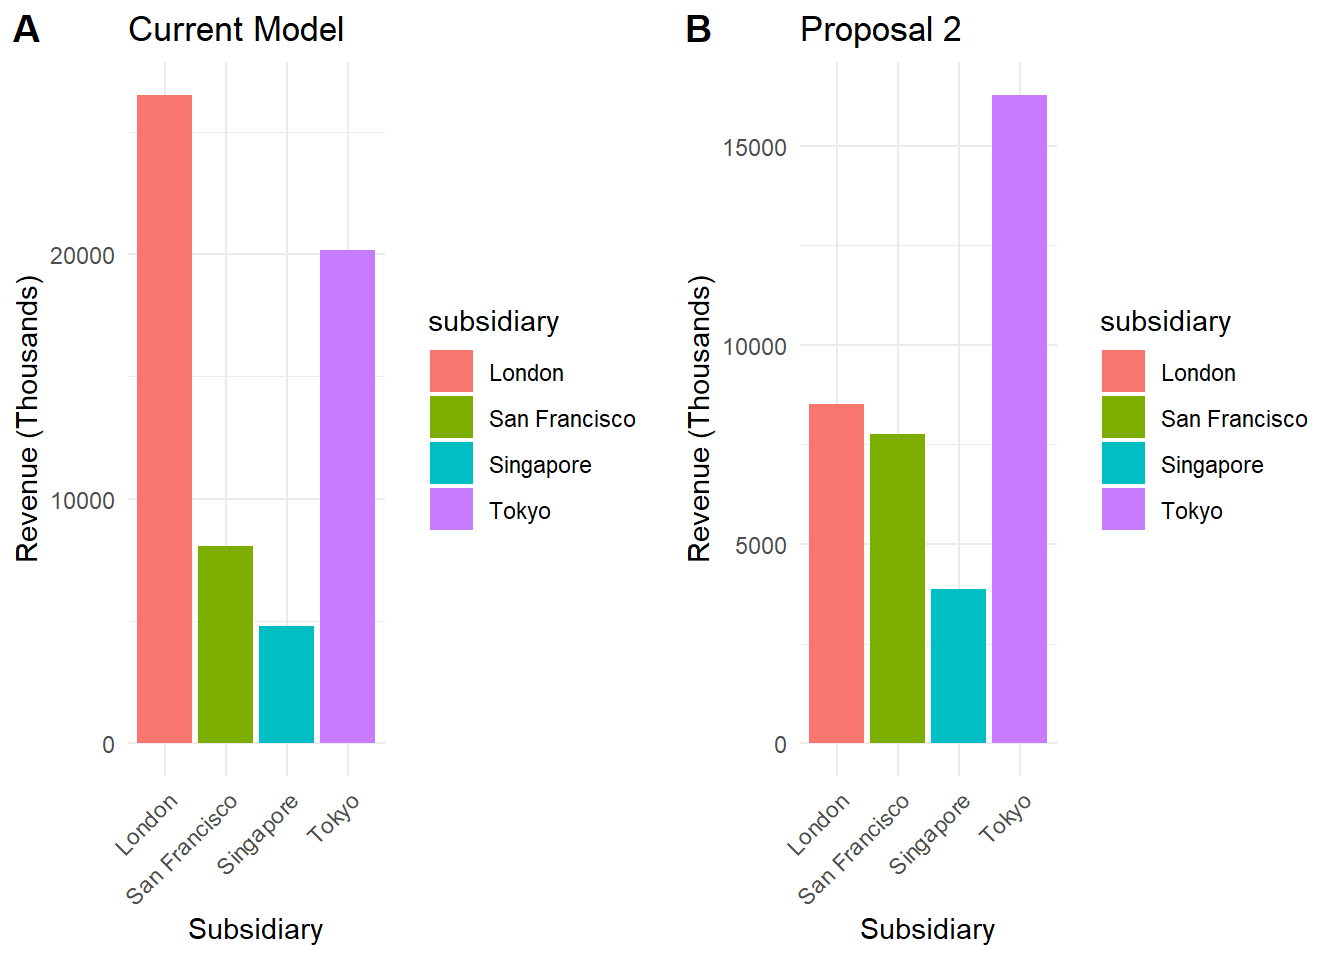 A
Current Model
Revenue (Thousands)
20000
10000
0
London
San Francisco
Singapore
Tokyo
Subsidiary
subsidiary
London
San Francisco
Singapore
Tokyo
B
Proposal 2
Revenue (Thousands)
15000
10000
5000
0
London
San Francisco
Singapore
Tokyo
Subsidiary
subsidiary
London
San Francisco
Singapore
Tokyo